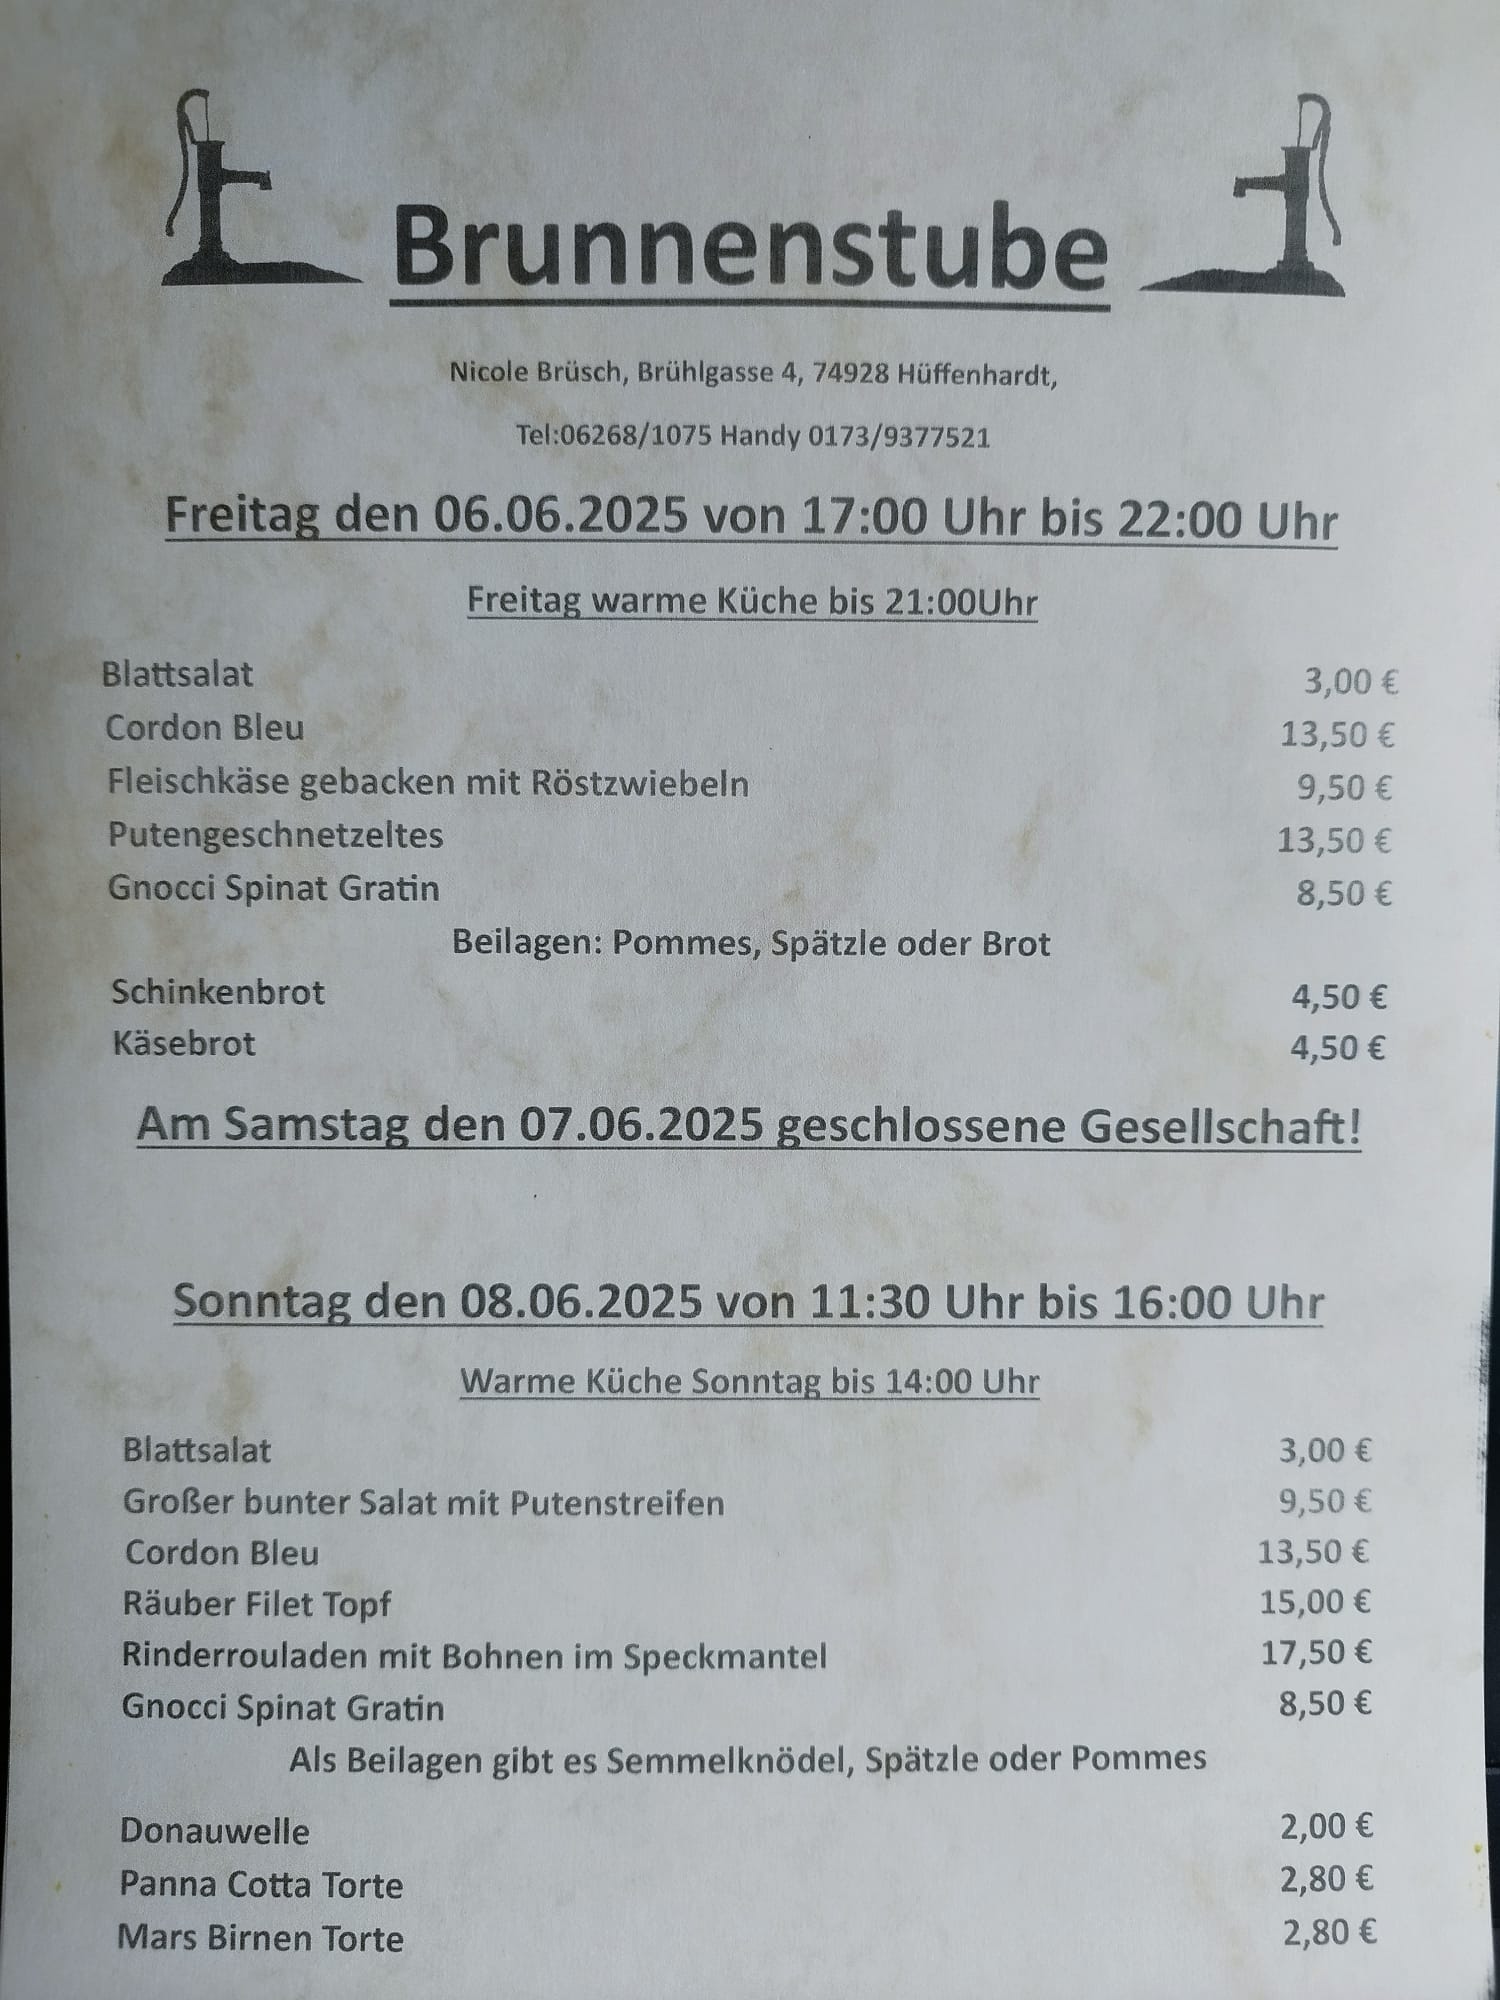 Brunnenstube
Nicole Brüsch, Brühlgasse 4, 74928 Hüffenhardt,
Tel:06268/1075 Handy 0173/9377521
Freitag den 06.06.2025 von 17:00 Uhr bis 22:00 Uhr
Freitag warme Küche bis 21:00Uhr
Blattsalat 3,00 €
Cordon Bleu 13,50 €
Fleischkäse gebacken mit Röstzwiebeln 9,50 €
Putengeschnetzeltes 13,50 €
Gnocci Spinat Gratin 8,50 €
Beilagen: Pommes, Spätzle oder Brot
Schinkenbrot 4,50 €
Käsebrot 4,50 €
Am Samstag den 07.06.2025 geschlossene Gesellschaft!
Sonntag den 08.06.2025 von 11:30 Uhr bis 16:00 Uhr
Warme Küche Sonntag bis 14:00 Uhr
Blattsalat 3,00 €
Großer bunter Salat mit Putenstreifen 9,50 €
Cordon Bleu 13,50 €
Räuber Filet Topf 15,00 €
Rinderrouladen mit Bohnen im Speckmantel 17,50 €
Gnocci Spinat Gratin 8,50 €
Als Beilagen gibt es Semmelknödel, Spätzle oder Pommes
Donauwelle 2,00 €
Panna Cotta Torte 2,80 €
Mars Birnen Torte 2,80 €